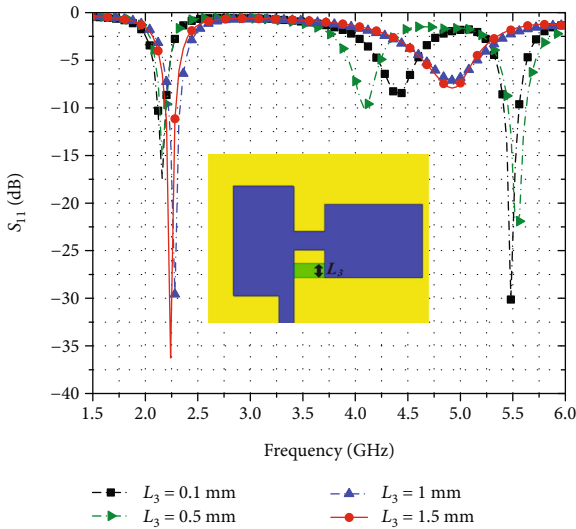 0
−5
−10
−15
−20
−25
−30
−35
−40
S₁₁ (dB)
L₃
1.5 2.0 2.5 3.0 3.5 4.0 4.5 5.0 5.5 6.0
Frequency (GHz)
L₃ = 0.1 mm L₃ = 1 mm
L₃ = 0.5 mm L₃ = 1.5 mm